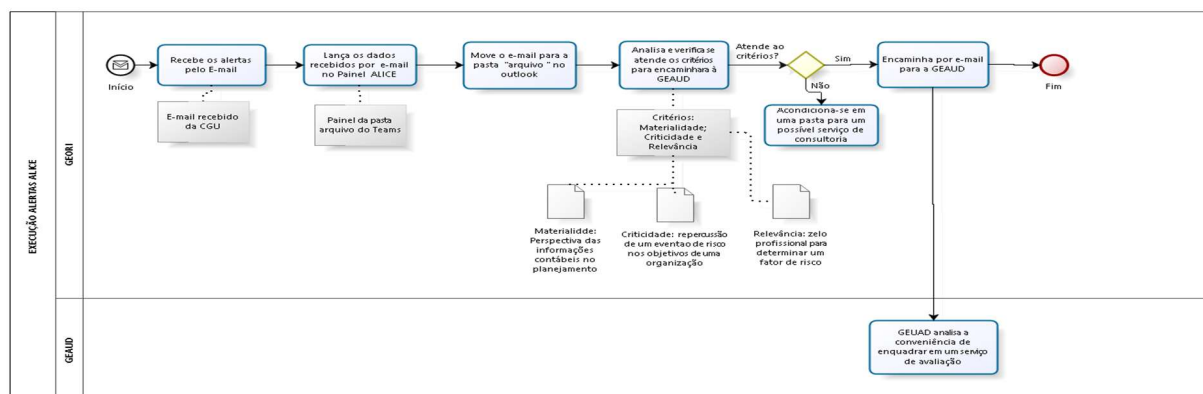 EXECUÇÃO ALERTAS ALICE
GEORI
Início
Recebe os alertas
pelo E-mail
E-mail recebido
da CGU
Lança os dados
recebidos por e-mail
no Painel ALICE
Painel da pasta
arquivo do Teams
Move o e-mail para a
pasta "arquivo" no
outlook
Analisa e verifica se
atende os critérios
para encaminhara à
GEAUD
Critérios:
Materialidade;
Criticidade e
Relevância
Materialidde:
Perspectiva das
informações
contábeis no
planejamento
Criticidade: repercussão
de um eventao de risco
nos objetivos de uma
organização
Relevância: zelo
profissional para
determinar um
fator de risco
Atende ao
critérios?
Sim
Não
Acondiciona-se em
uma pasta para um
possível serviço de
consultoria
Encaminha por e-mail
para a GEAUD
Fim
GEAUD
GEUAD analisa a
conveniência de
enquadrar em um serviço
de avaliação